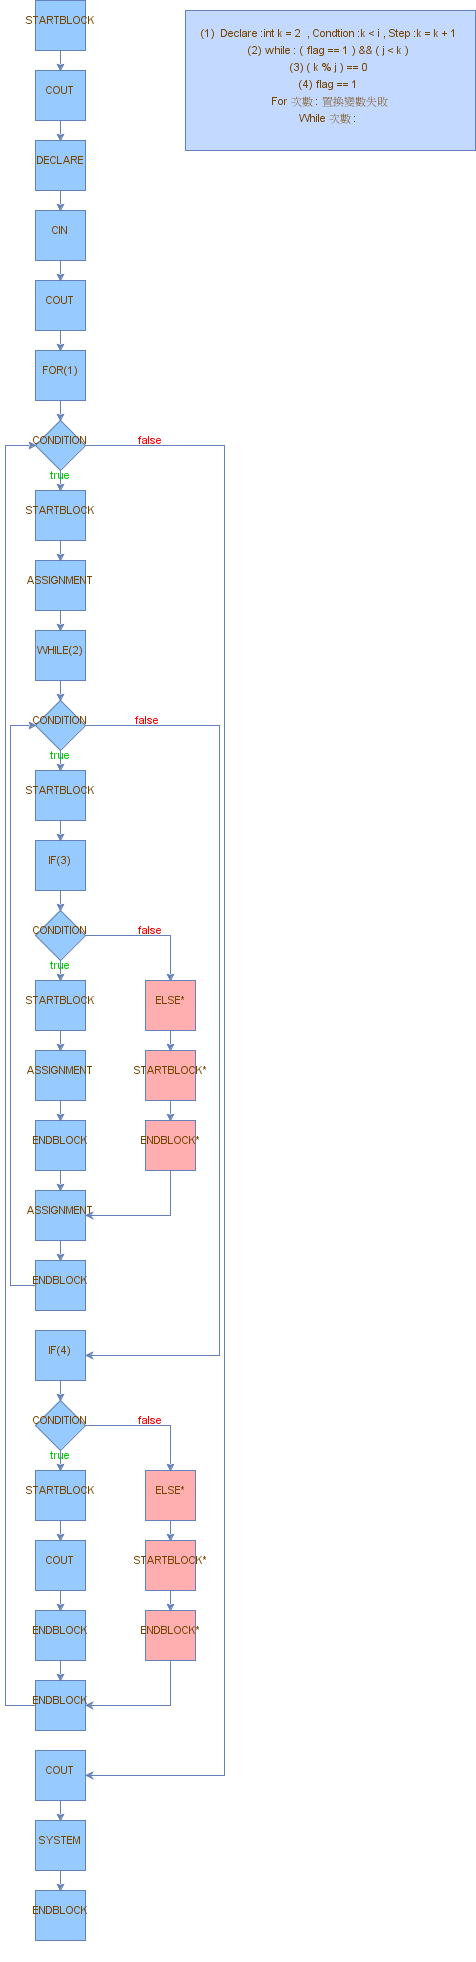 STARTBLOCK
(1)  Declare :int k = 2  , Condtion :k < i , Step :k = k + 1
(2) while : ( flag == 1 ) && ( j < k )
(3) ( k % j ) == 0
(4) flag == 1
For 次數 : 置換變數失敗
While 次數 :
COUT
DECLARE
CIN
COUT
FOR(1)
CONDITION
false
true
STARTBLOCK
ASSIGNMENT
WHILE(2)
CONDITION
false
true
STARTBLOCK
IF(3)
CONDITION
false
true
STARTBLOCK
ELSE*
ASSIGNMENT
STARTBLOCK*
ENDBLOCK
ENDBLOCK*
ASSIGNMENT
ENDBLOCK
IF(4)
CONDITION
false
true
STARTBLOCK
ELSE*
COUT
STARTBLOCK*
ENDBLOCK
ENDBLOCK*
ENDBLOCK
COUT
SYSTEM
ENDBLOCK